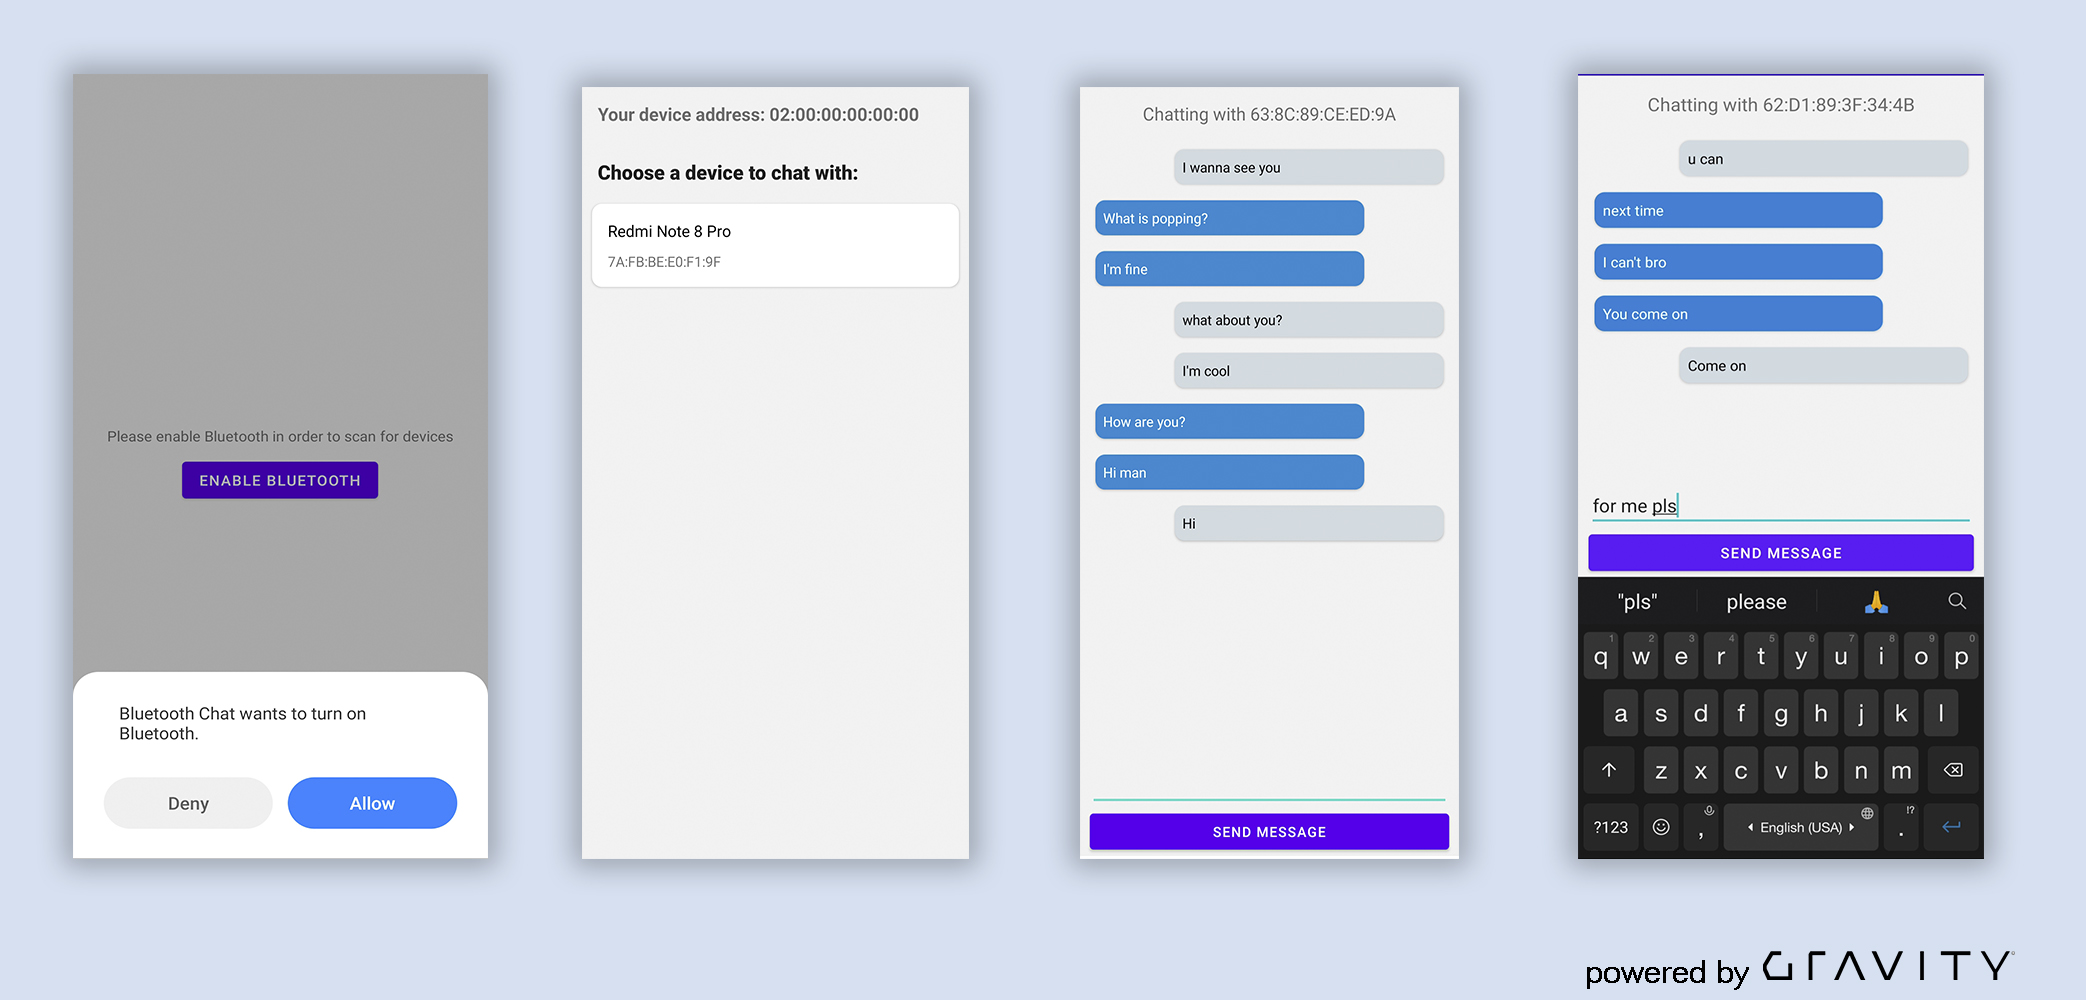 Please enable Bluetooth in order to scan for devices
ENABLE BLUETOOTH
Bluetooth Chat wants to turn on
Bluetooth.
Deny
Allow
Your device address: 02:00:00:00:00:00
Choose a device to chat with:
Redmi Note 8 Pro
7A:FB:BE:E0:F1:9F
Chatting with 63:8C:89:CE:ED:9A
I wanna see you
What is popping?
I'm fine
what about you?
I'm cool
How are you?
Hi man
Hi
SEND MESSAGE
Chatting with 62:D1:89:3F:34:4B
u can
next time
I can't bro
You come on
Come on
for me pls
SEND MESSAGE
"pls" please
1 2 3 4 5 6 7 8 9 0
q w e r t y u i o p
a s d f g h j k l
z x c v b n m
?123 , English (USA) . !?
powered by GRAVITY